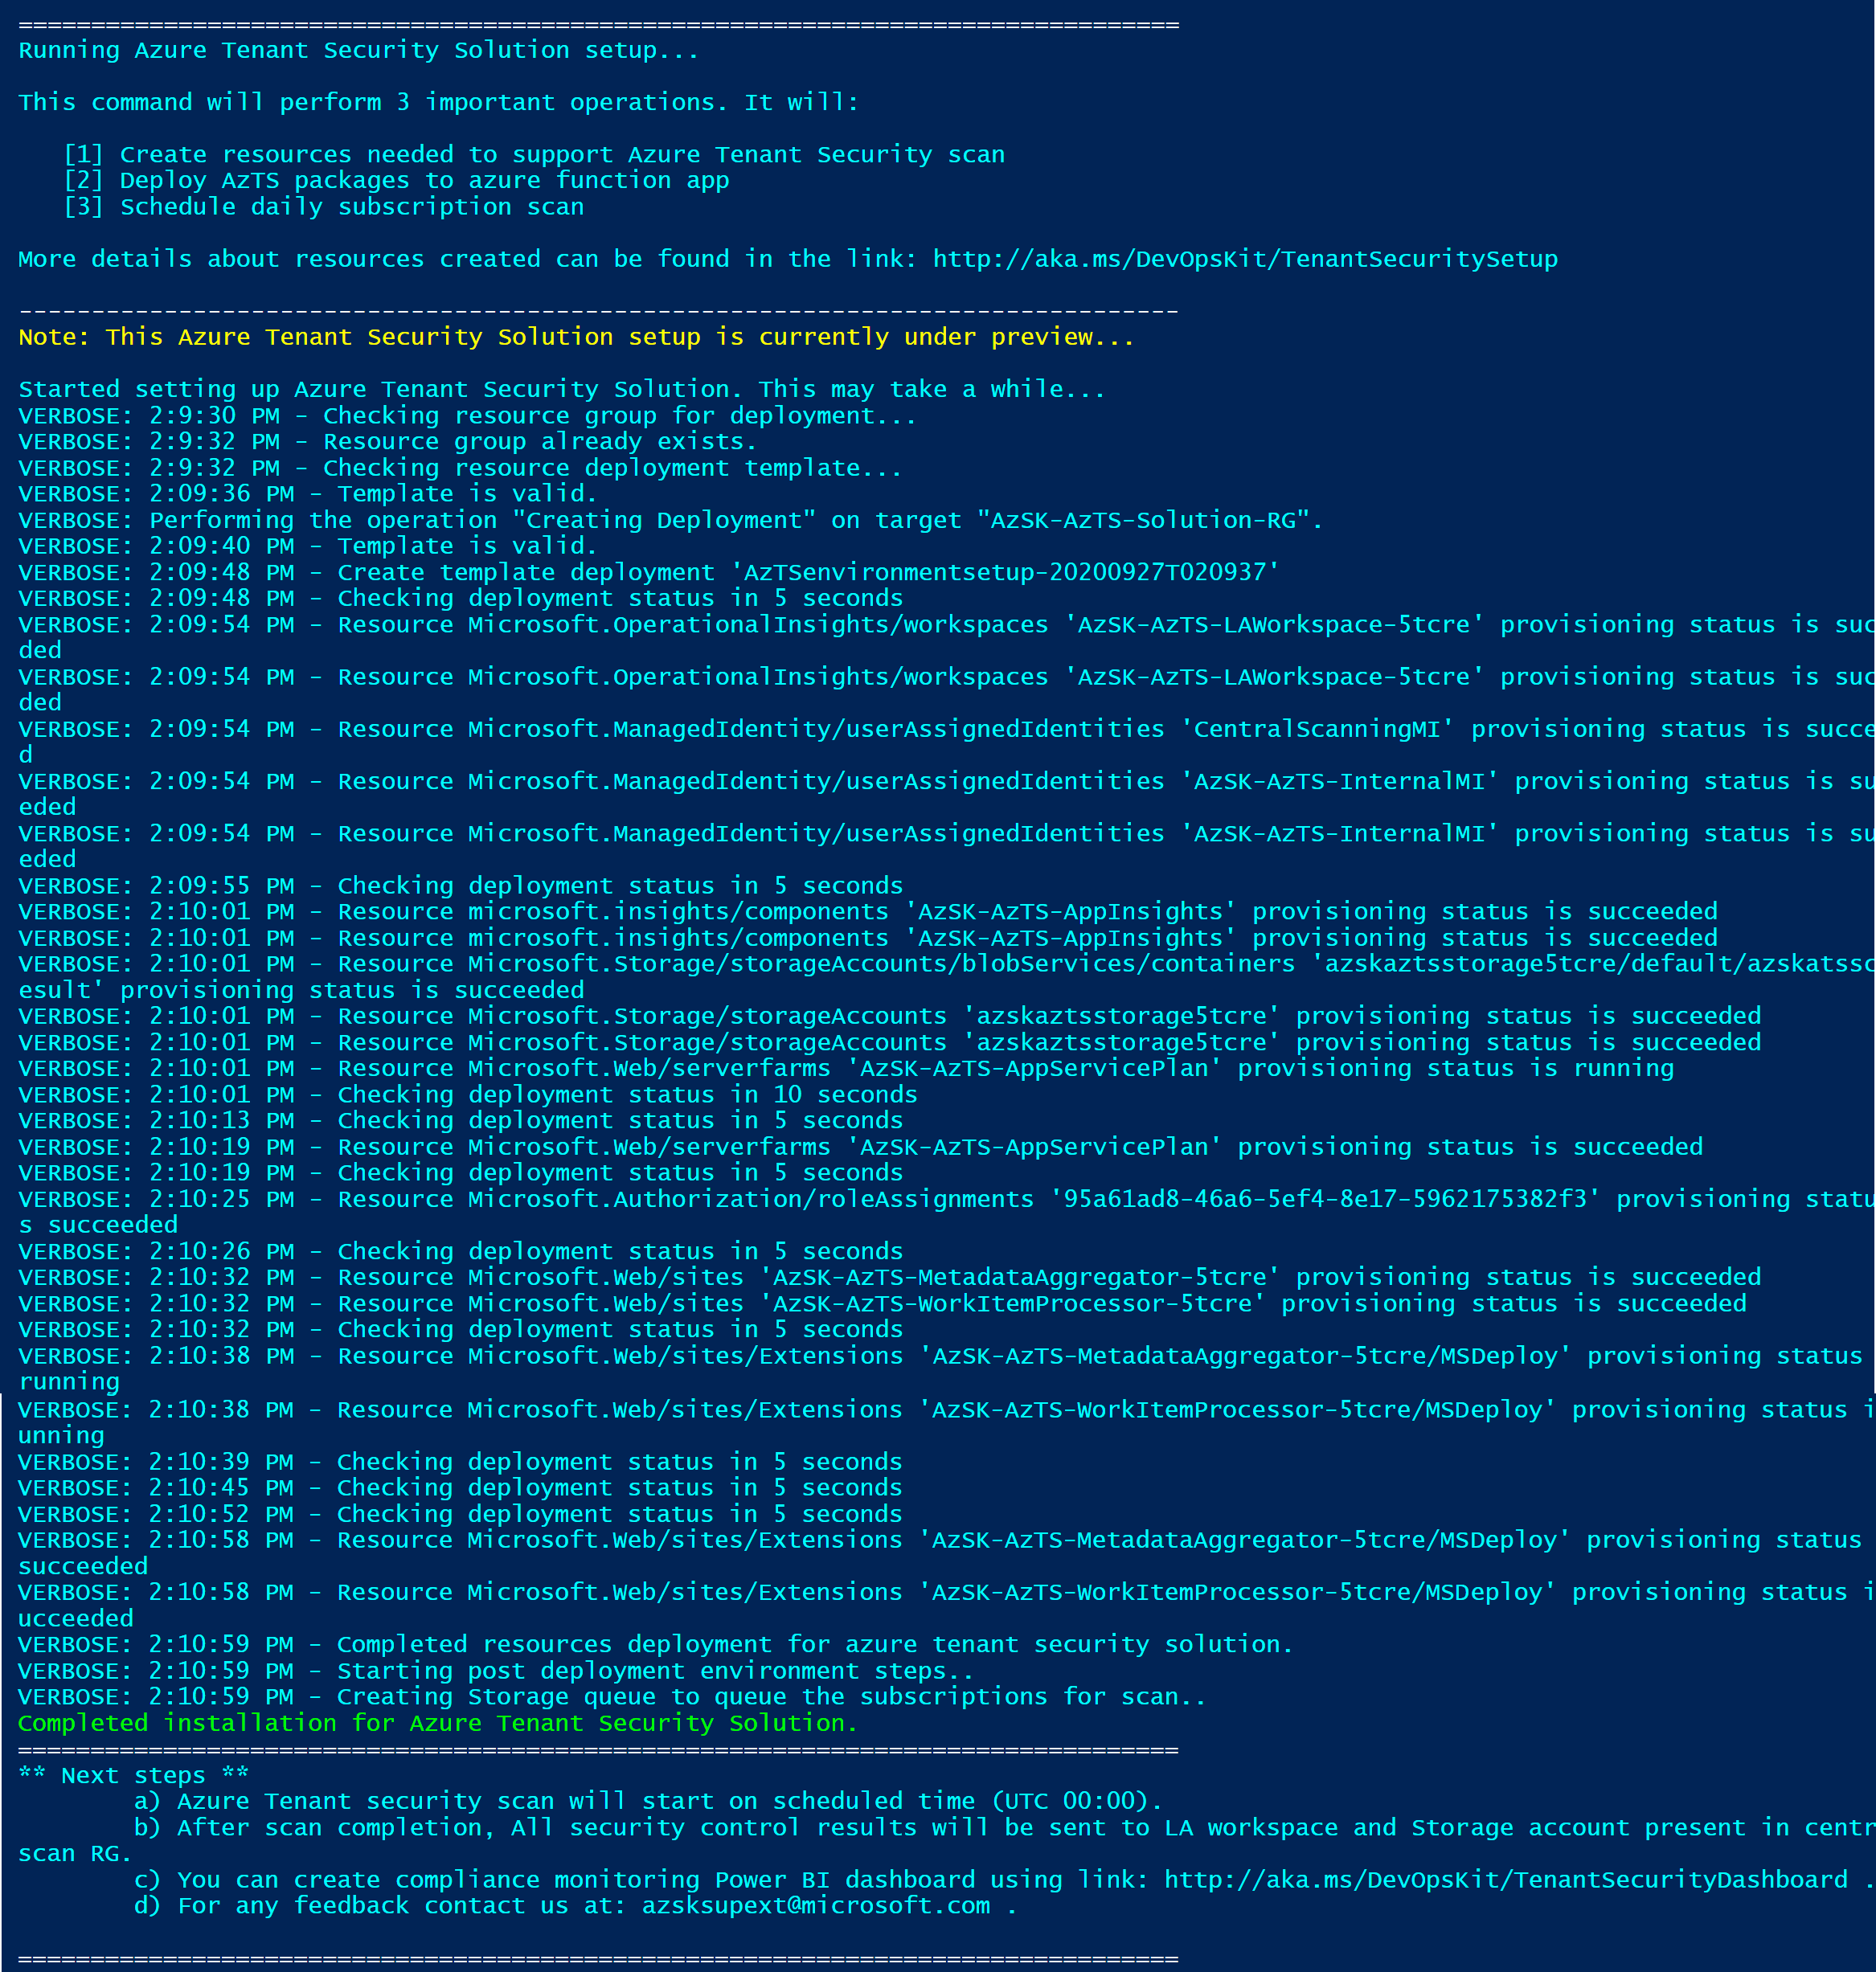 ================================================================================
Running Azure Tenant Security Solution setup...
This command will perform 3 important operations. It will:
[1] Create resources needed to support Azure Tenant Security scan
[2] Deploy AzTS packages to azure function app
[3] Schedule daily subscription scan
More details about resources created can be found in the link: http://aka.ms/DevOpsKit/TenantSecuritySetup
--------------------------------------------------------------------------------
Note: This Azure Tenant Security Solution setup is currently under preview...
Started setting up Azure Tenant Security Solution. This may take a while...
VERBOSE: 2:9:30 PM - Checking resource group for deployment...
VERBOSE: 2:9:32 PM - Resource group already exists.
VERBOSE: 2:9:32 PM - Checking resource deployment template...
VERBOSE: 2:09:36 PM - Template is valid.
VERBOSE: Performing the operation "Creating Deployment" on target "AzSK-AzTS-Solution-RG".
VERBOSE: 2:09:40 PM - Template is valid.
VERBOSE: 2:09:48 PM - Create template deployment 'AzTSenvironmentsetup-20200927T020937'
VERBOSE: 2:09:48 PM - Checking deployment status in 5 seconds
VERBOSE: 2:09:54 PM - Resource Microsoft.OperationalInsights/workspaces 'AzSK-AzTS-LAWorkspace-5tcre' provisioning status is suc
ded
VERBOSE: 2:09:54 PM - Resource Microsoft.OperationalInsights/workspaces 'AzSK-AzTS-LAWorkspace-5tcre' provisioning status is suc
ded
VERBOSE: 2:09:54 PM - Resource Microsoft.ManagedIdentity/userAssignedIdentities 'CentralScanningMI' provisioning status is succe
d
VERBOSE: 2:09:54 PM - Resource Microsoft.ManagedIdentity/userAssignedIdentities 'AzSK-AzTS-InternalMI' provisioning status is su
eded
VERBOSE: 2:09:54 PM - Resource Microsoft.ManagedIdentity/userAssignedIdentities 'AzSK-AzTS-InternalMI' provisioning status is su
eded
VERBOSE: 2:09:55 PM - Checking deployment status in 5 seconds
VERBOSE: 2:10:01 PM - Resource microsoft.insights/components 'AzSK-AzTS-AppInsights' provisioning status is succeeded
VERBOSE: 2:10:01 PM - Resource microsoft.insights/components 'AzSK-AzTS-AppInsights' provisioning status is succeeded
VERBOSE: 2:10:01 PM - Resource Microsoft.Storage/storageAccounts/blobServices/containers 'azskaztsstorage5tcre/default/azskatssc
esult' provisioning status is succeeded
VERBOSE: 2:10:01 PM - Resource Microsoft.Storage/storageAccounts 'azskaztsstorage5tcre' provisioning status is succeeded
VERBOSE: 2:10:01 PM - Resource Microsoft.Storage/storageAccounts 'azskaztsstorage5tcre' provisioning status is succeeded
VERBOSE: 2:10:01 PM - Resource Microsoft.Web/serverfarms 'AzSK-AzTS-AppServicePlan' provisioning status is running
VERBOSE: 2:10:01 PM - Checking deployment status in 10 seconds
VERBOSE: 2:10:13 PM - Checking deployment status in 5 seconds
VERBOSE: 2:10:19 PM - Resource Microsoft.Web/serverfarms 'AzSK-AzTS-AppServicePlan' provisioning status is succeeded
VERBOSE: 2:10:19 PM - Checking deployment status in 5 seconds
VERBOSE: 2:10:25 PM - Resource Microsoft.Authorization/roleAssignments '95a61ad8-46a6-5ef4-8e17-5962175382f3' provisioning statu
s succeeded
VERBOSE: 2:10:26 PM - Checking deployment status in 5 seconds
VERBOSE: 2:10:32 PM - Resource Microsoft.Web/sites 'AzSK-AzTS-MetadataAggregator-5tcre' provisioning status is succeeded
VERBOSE: 2:10:32 PM - Resource Microsoft.Web/sites 'AzSK-AzTS-WorkItemProcessor-5tcre' provisioning status is succeeded
VERBOSE: 2:10:32 PM - Checking deployment status in 5 seconds
VERBOSE: 2:10:38 PM - Resource Microsoft.Web/sites/Extensions 'AzSK-AzTS-MetadataAggregator-5tcre/MSDeploy' provisioning status
running
VERBOSE: 2:10:38 PM - Resource Microsoft.Web/sites/Extensions 'AzSK-AzTS-WorkItemProcessor-5tcre/MSDeploy' provisioning status i
unning
VERBOSE: 2:10:39 PM - Checking deployment status in 5 seconds
VERBOSE: 2:10:45 PM - Checking deployment status in 5 seconds
VERBOSE: 2:10:52 PM - Checking deployment status in 5 seconds
VERBOSE: 2:10:58 PM - Resource Microsoft.Web/sites/Extensions 'AzSK-AzTS-MetadataAggregator-5tcre/MSDeploy' provisioning status
succeeded
VERBOSE: 2:10:58 PM - Resource Microsoft.Web/sites/Extensions 'AzSK-AzTS-WorkItemProcessor-5tcre/MSDeploy' provisioning status i
ucceeded
VERBOSE: 2:10:59 PM - Completed resources deployment for azure tenant security solution.
VERBOSE: 2:10:59 PM - Starting post deployment environment steps..
VERBOSE: 2:10:59 PM - Creating Storage queue to queue the subscriptions for scan..
Completed installation for Azure Tenant Security Solution.
================================================================================
** Next steps **
a) Azure Tenant security scan will start on scheduled time (UTC 00:00).
b) After scan completion, All security control results will be sent to LA workspace and Storage account present in centr
scan RG.
c) You can create compliance monitoring Power BI dashboard using link: http://aka.ms/DevOpsKit/TenantSecurityDashboard .
d) For any feedback contact us at: azsksupext@microsoft.com .
================================================================================